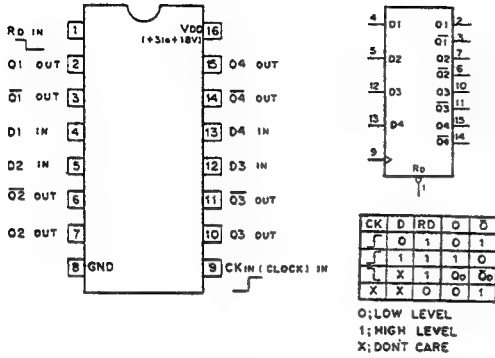 RD IN 1 VDD 16
(+3 to +18V)
Q1 OUT 2 15 Q4 OUT
Q̅1̅ OUT 3 14 Q̅4̅ OUT
D1 IN 4 13 D4 IN
D2 IN 5 12 D3 IN
Q̅2̅ OUT 6 11 Q̅3̅ OUT
Q2 OUT 7 10 Q3 OUT
8 GND 9 CKIN (CLOCK) IN
4 D1 Q1 2
Q̅1̅ 3
5 D2 Q2 7
Q̅2̅ 6
12 D3 Q3 10
Q̅3̅ 11
13 D4 Q4 15
Q̅4̅ 14
9
RD
1
CK D RD Q Q̅
0 1 0 1
1 1 1 0
X 1 Qo Q̅o
X X 0 0 1
0; LOW LEVEL
1; HIGH LEVEL
X; DON'T CARE